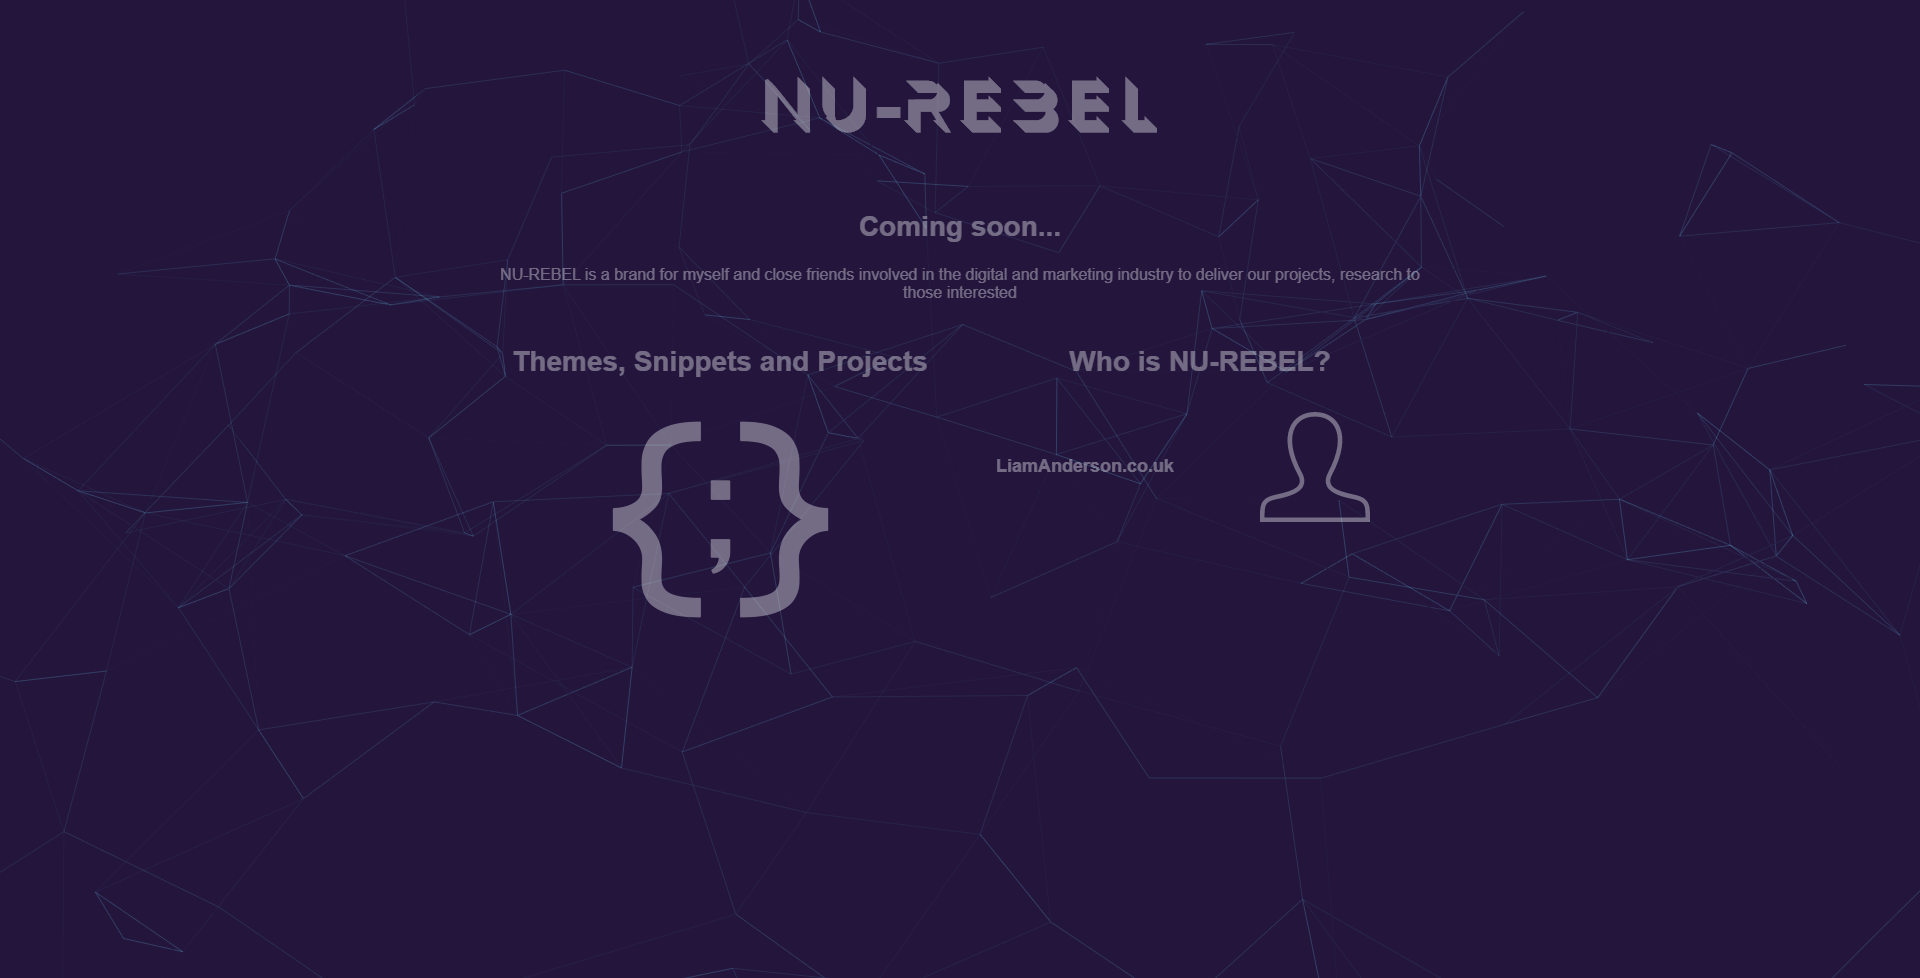 NU-REBEL
Coming soon...
NU-REBEL is a brand for myself and close friends involved in the digital and marketing industry to deliver our projects, research to
those interested
Themes, Snippets and Projects
Who is NU-REBEL?
{;}
LiamAnderson.co.uk